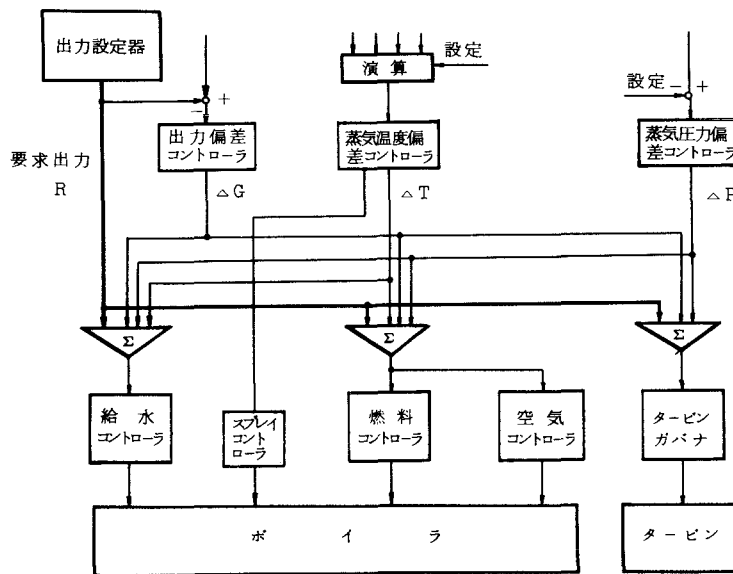 出力設定器
設定
演算
設定 － ＋
＋
－
出力偏差
コントローラ
蒸気温度偏
差コントローラ
蒸気圧力偏
差コントローラ
要求出力
R
△G
△T
△P
Σ
Σ
Σ
給水
コントローラ
スプレイ
コント
ローラ
燃料
コントローラ
空気
コントローラ
タービン
ガバナ
ボイラ
タービン